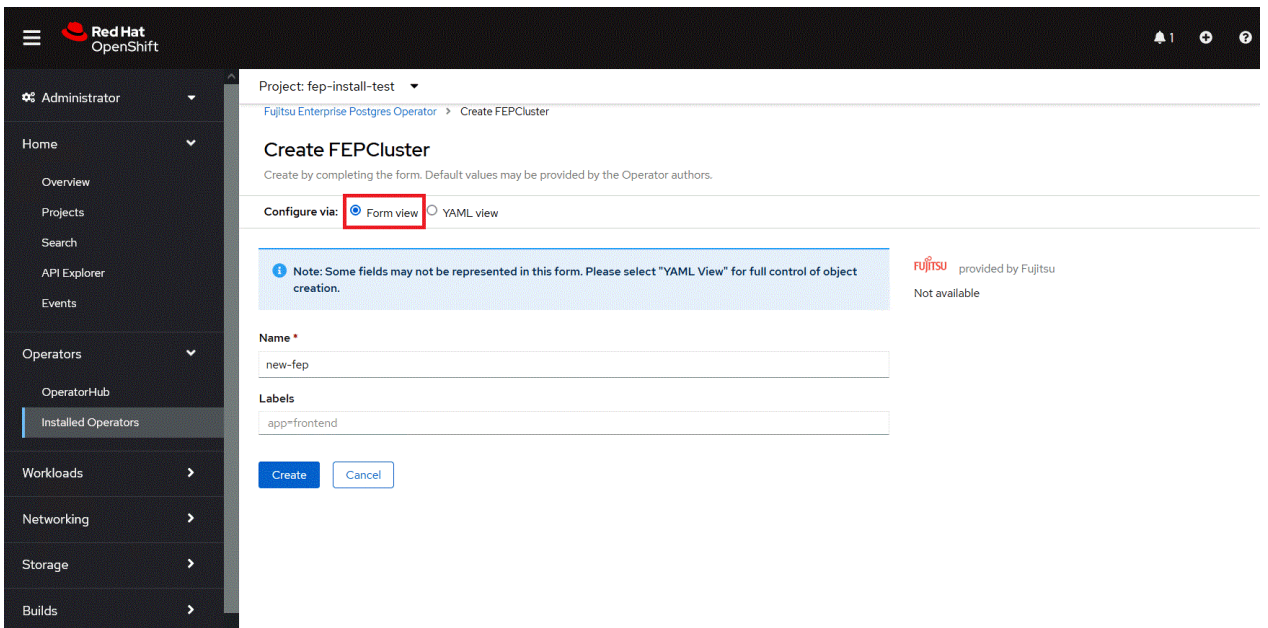 Red Hat
OpenShift
1
Administrator
Home
Overview
Projects
Search
API Explorer
Events
Operators
OperatorHub
Installed Operators
Workloads
Networking
Storage
Builds
Project: fep-install-test
Fujitsu Enterprise Postgres Operator > Create FEPCluster
Create FEPCluster
Create by completing the form. Default values may be provided by the Operator authors.
Configure via: Form view YAML view
Note: Some fields may not be represented in this form. Please select "YAML View" for full control of object
creation.
FUJITSU provided by Fujitsu
Not available
Name *
new-fep
Labels
app=frontend
Create Cancel